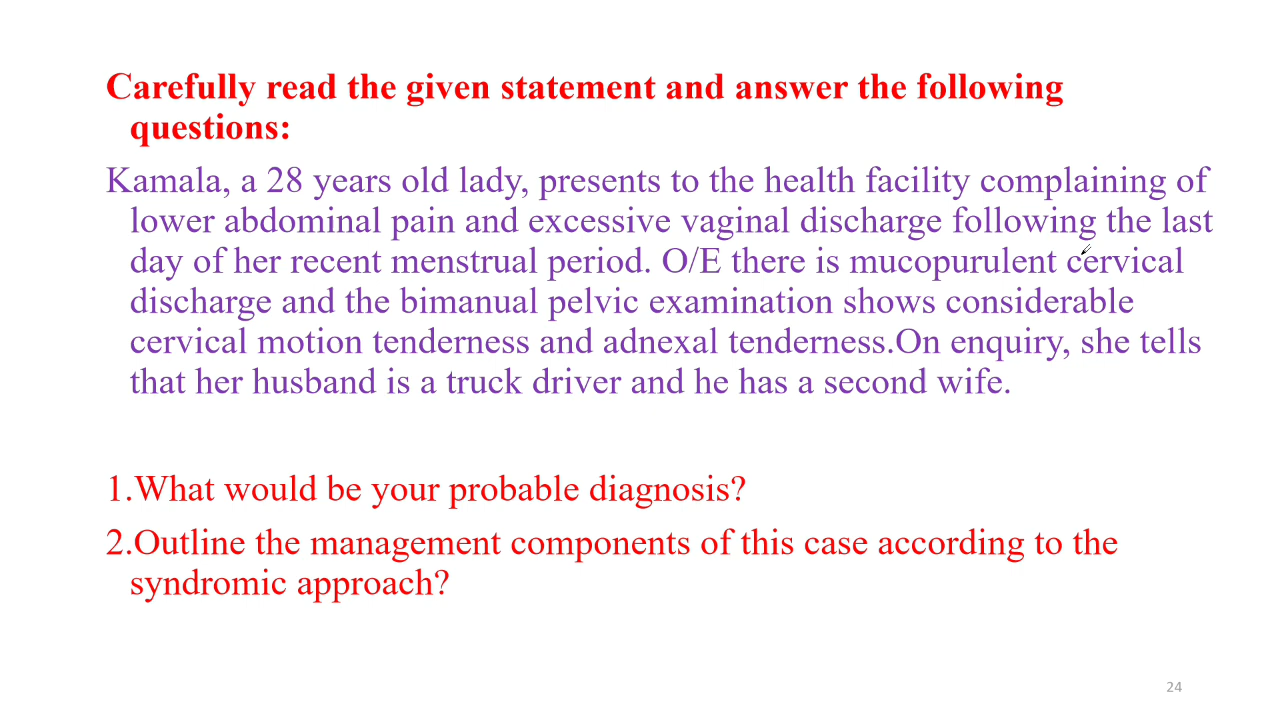 Carefully read the given statement and answer the following
questions:
Kamala, a 28 years old lady, presents to the health facility complaining of
lower abdominal pain and excessive vaginal discharge following the last
day of her recent menstrual period. O/E there is mucopurulent cervical
discharge and the bimanual pelvic examination shows considerable
cervical motion tenderness and adnexal tenderness.On enquiry, she tells
that her husband is a truck driver and he has a second wife.
1.What would be your probable diagnosis?
2.Outline the management components of this case according to the
syndromic approach?
24